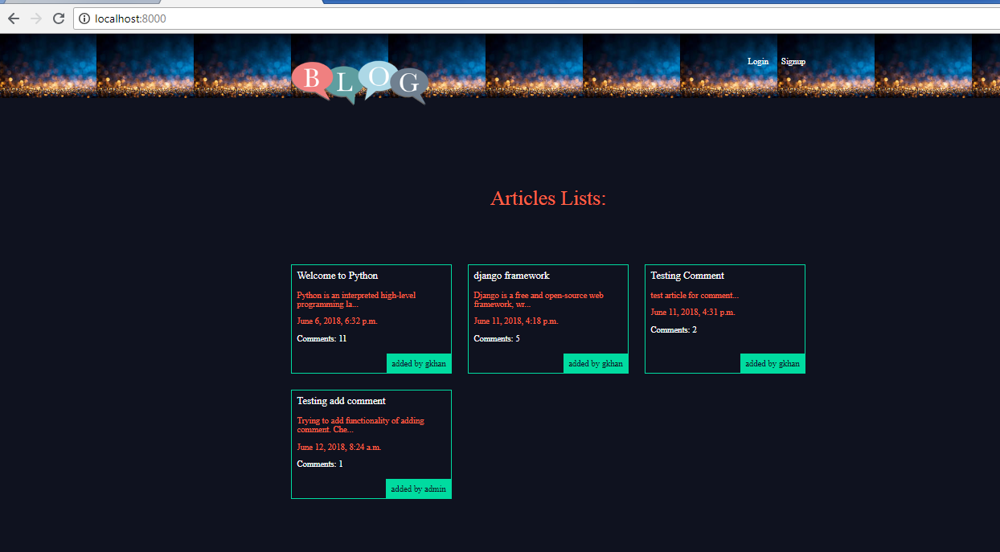 localhost:8000
BLOG
Login Signup
Articles Lists:
Welcome to Python
Python is an interpreted high-level
programming la...
June 6, 2018, 6:32 p.m.
Comments: 11
added by gkhan
django framework
Django is a free and open-source web
framework, wr...
June 11, 2018, 4:18 p.m.
Comments: 5
added by gkhan
Testing Comment
test article for comment...
June 11, 2018, 4:31 p.m.
Comments: 2
added by gkhan
Testing add comment
Trying to add functionality of adding
comment. Che...
June 12, 2018, 8:24 a.m.
Comments: 1
added by admin